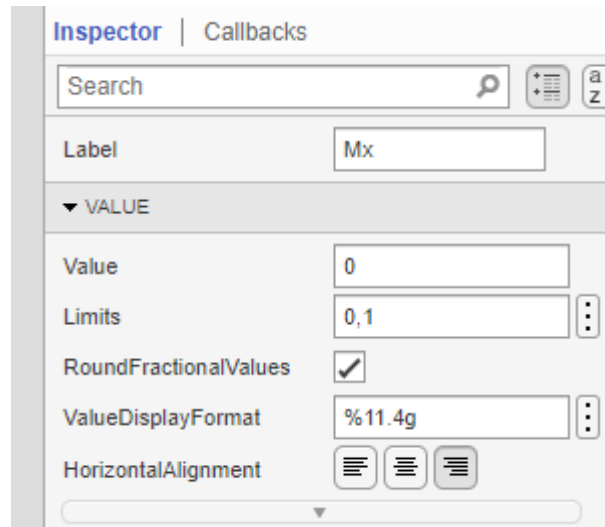 Inspector | Callbacks
Search
a
z
Label Mx
VALUE
Value 0
Limits 0,1
RoundFractionalValues
ValueDisplayFormat %11.4g
HorizontalAlignment